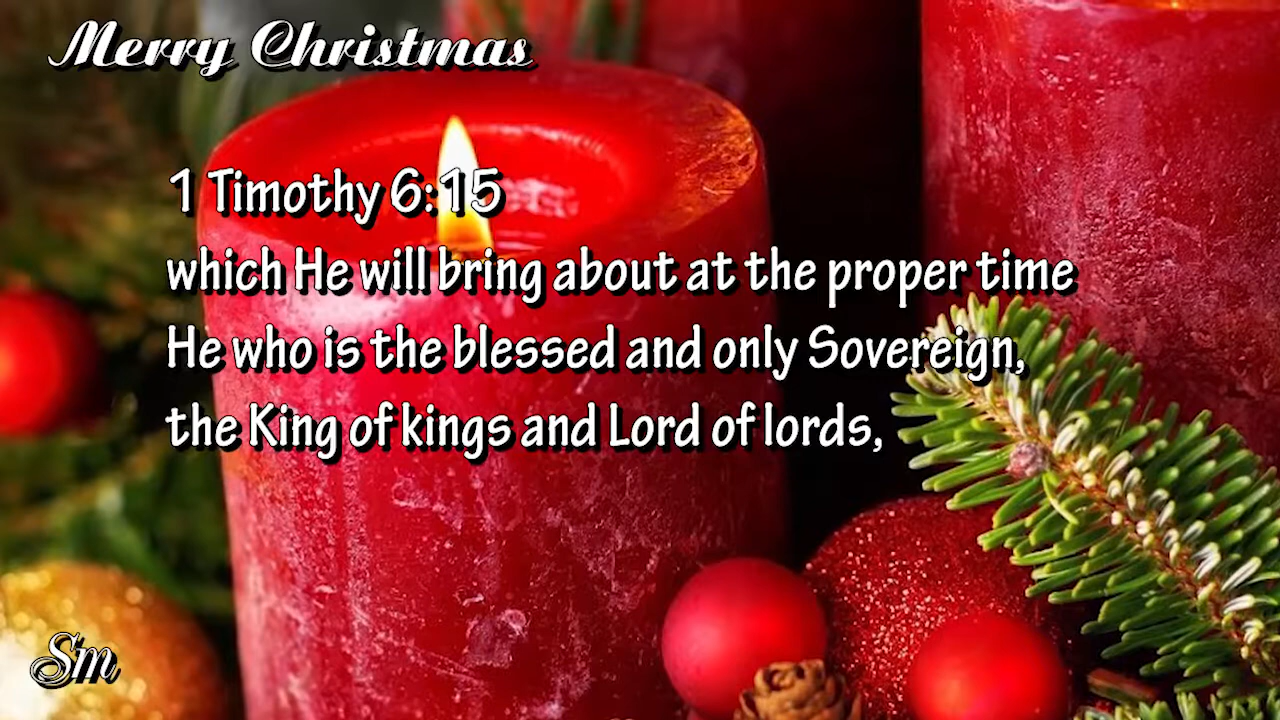 Merry Christmas
1 Timothy 6:15
which He will bring about at the proper time
He who is the blessed and only Sovereign,
the King of kings and Lord of lords,
Sm